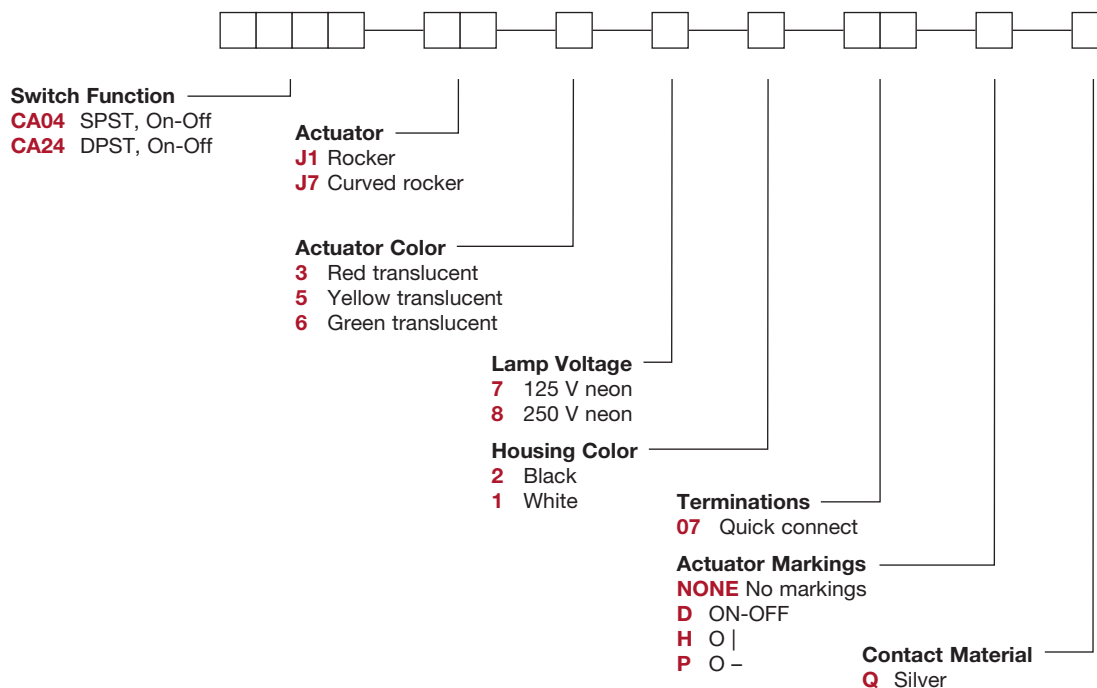 Switch Function
CA04 SPST, On-Off
CA24 DPST, On-Off
Actuator
J1 Rocker
J7 Curved rocker
Actuator Color
3 Red translucent
5 Yellow translucent
6 Green translucent
Lamp Voltage
7 125 V neon
8 250 V neon
Housing Color
2 Black
1 White
Terminations
07 Quick connect
Actuator Markings
NONE No markings
D ON-OFF
H O |
P O –
Contact Material
Q Silver